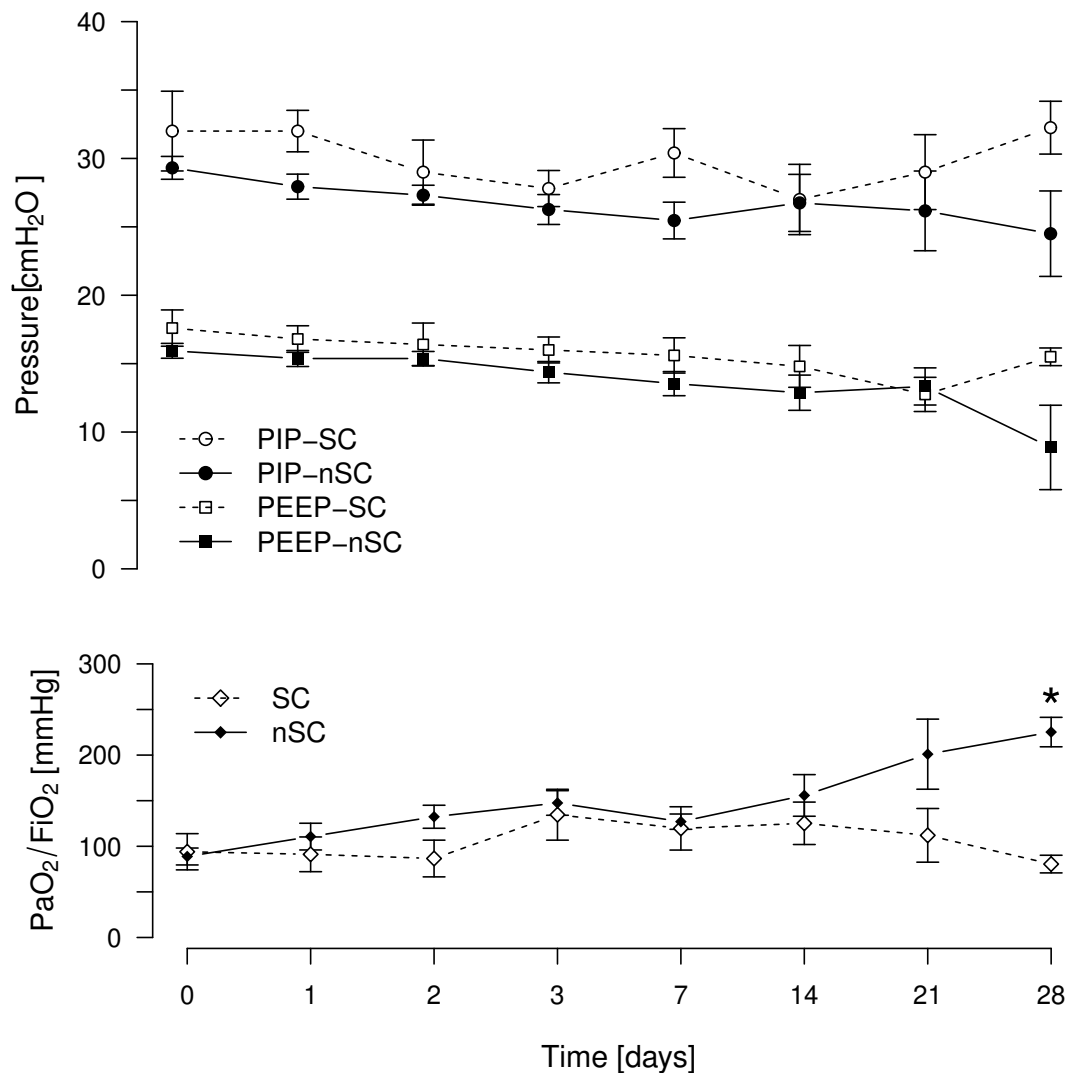 40
30
20
10
0
Pressure[cmH₂O]
PIP−SC
PIP−nSC
PEEP−SC
PEEP−nSC
300
200
100
0
PaO₂/FiO₂ [mmHg]
SC
nSC
*
0 1 2 3 7 14 21 28
Time [days]